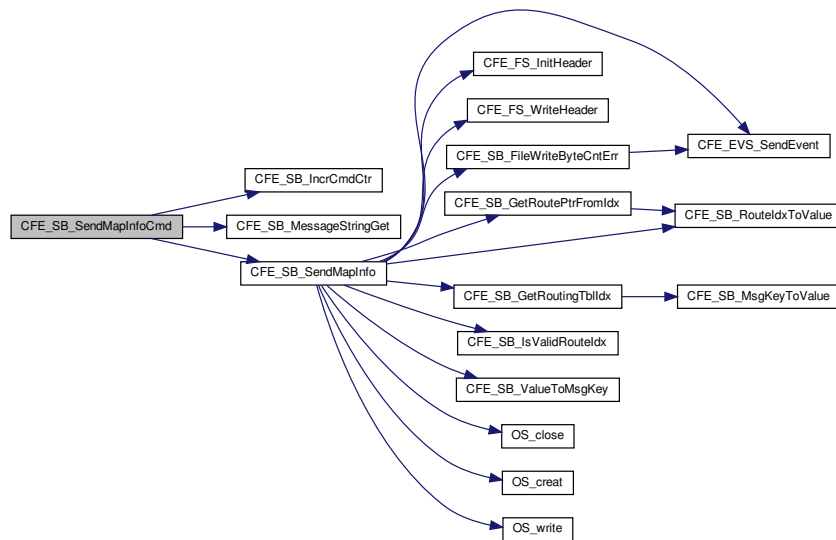 CFE_SB_SendMapInfoCmd
CFE_SB_IncrCmdCtr
CFE_SB_MessageStringGet
CFE_SB_SendMapInfo
CFE_FS_InitHeader
CFE_FS_WriteHeader
CFE_SB_FileWriteByteCntErr
CFE_SB_GetRoutePtrFromIdx
CFE_SB_GetRoutingTblIdx
CFE_SB_IsValidRouteIdx
CFE_SB_ValueToMsgKey
OS_close
OS_creat
OS_write
CFE_EVS_SendEvent
CFE_SB_RouteIdxToValue
CFE_SB_MsgKeyToValue